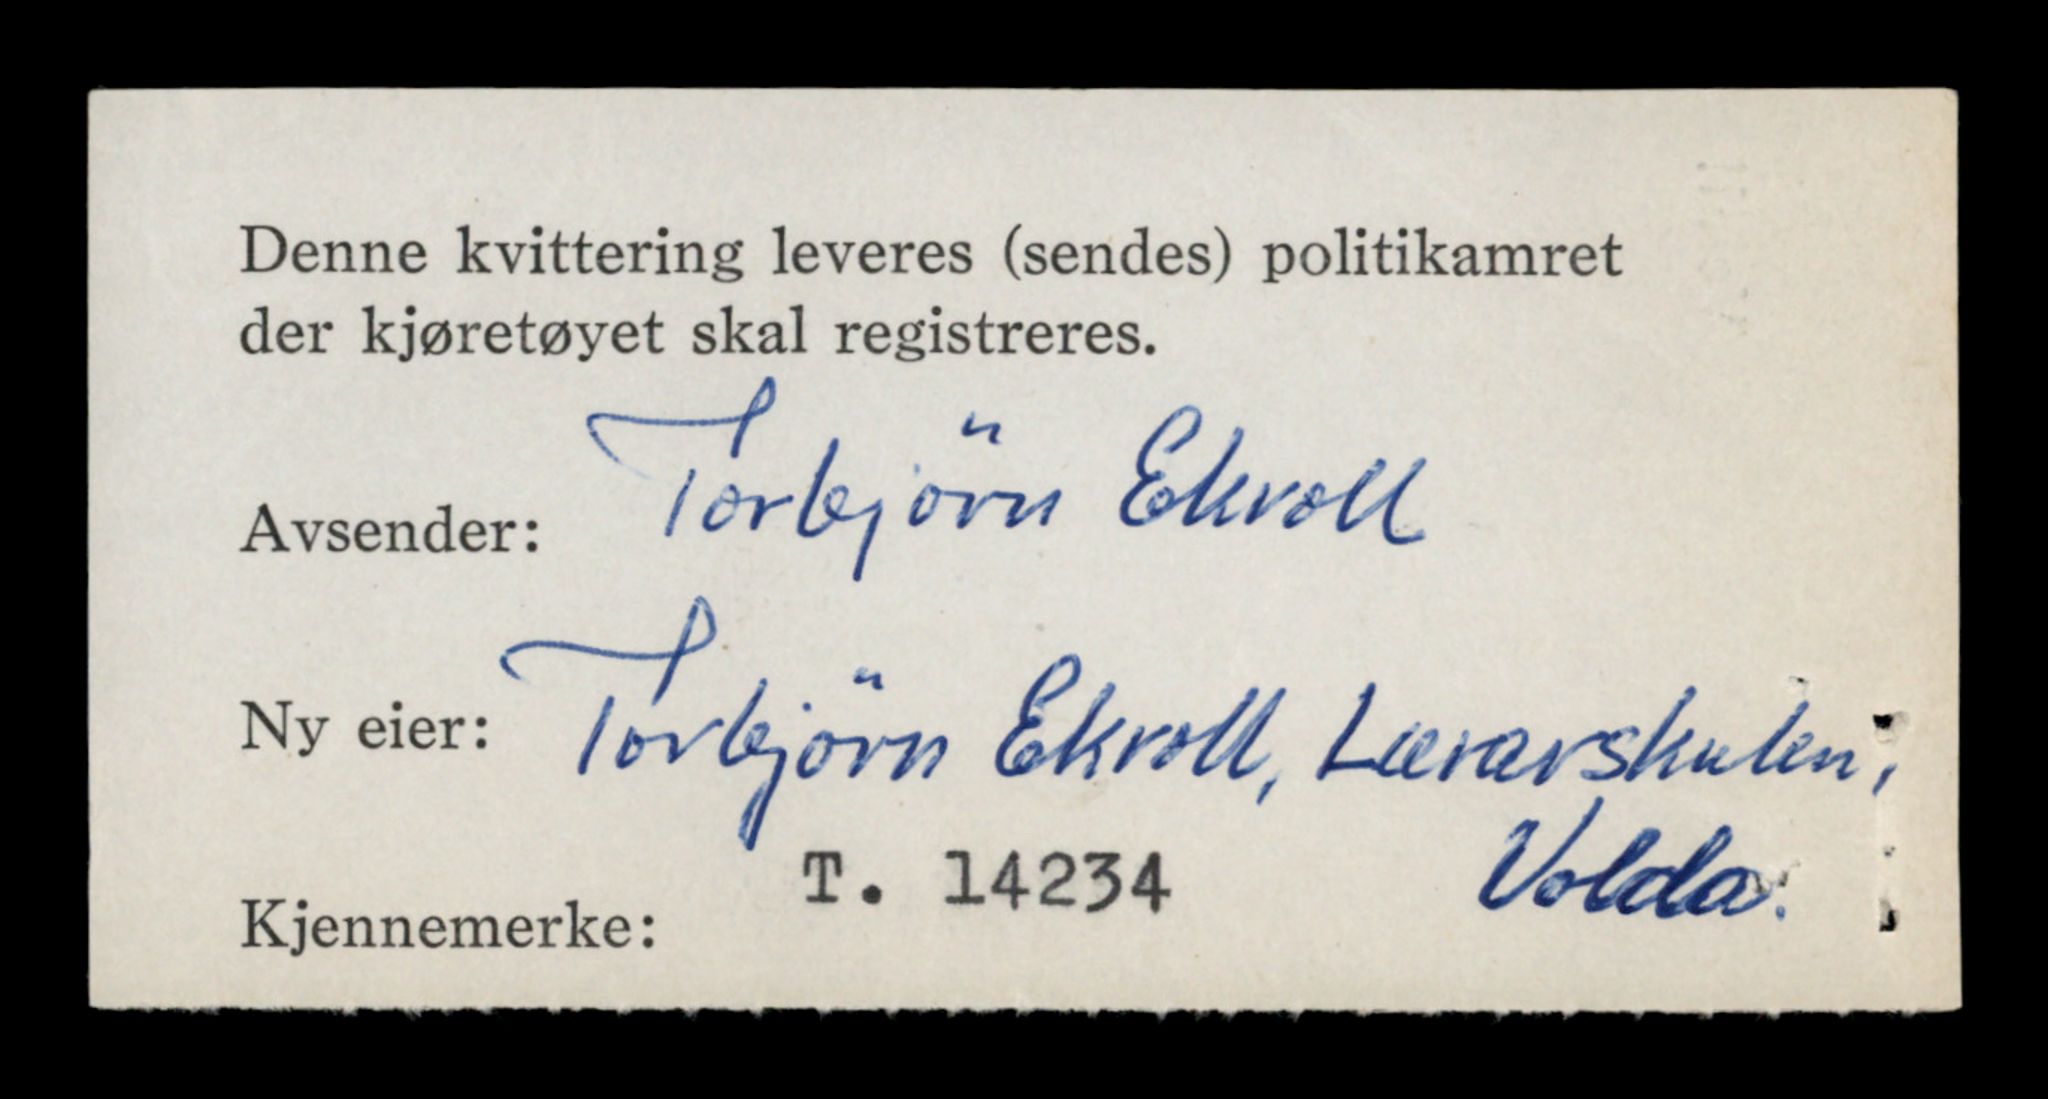 Denne kvittering leveres (sendes) politikamret
der kjøretøyet skal registreres.
Avsender: Torbjörn Ekroll
Ny eier: Torbjörn Ekroll, Lærarskulen,
Volda.
Kjennemerke: T. 14234